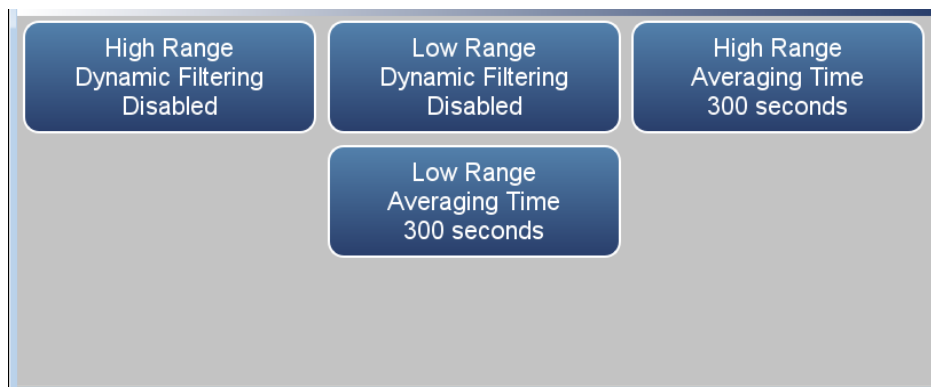 High Range
Dynamic Filtering
Disabled
Low Range
Dynamic Filtering
Disabled
High Range
Averaging Time
300 seconds
Low Range
Averaging Time
300 seconds